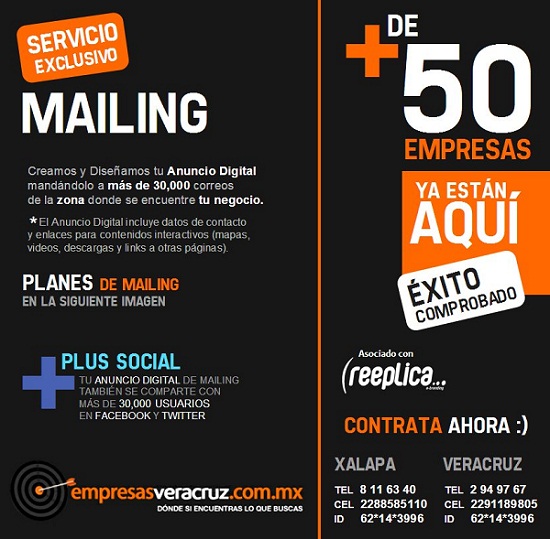 SERVICIO
EXCLUSIVO
MAILING
Creamos y Diseñamos tu Anuncio Digital
mandándolo a más de 30,000 correos
de la zona donde se encuentre tu negocio.
* El Anuncio Digital incluye datos de contacto
y enlaces para contenidos interactivos (mapas,
videos, descargas y links a otras páginas).
PLANES DE MAILING
EN LA SIGUIENTE IMAGEN
+ PLUS SOCIAL
TU ANUNCIO DIGITAL DE MAILING
TAMBIÉN SE COMPARTE CON
MÁS DE 30,000 USUARIOS
EN FACEBOOK Y TWITTER
empresasveracruz.com.mx
DÓNDE SI ENCUENTRAS LO QUE BUSCAS
+ DE
50
EMPRESAS
YA ESTÁN
AQUÍ
ÉXITO
COMPROBADO
Asociado con
(reeplica...
e-branding
CONTRATA AHORA :)
XALAPA
TEL 8 11 63 40
CEL 2288585110
ID 62*14*3996
VERACRUZ
TEL 2 94 97 67
CEL 2291189805
ID 62*14*3996